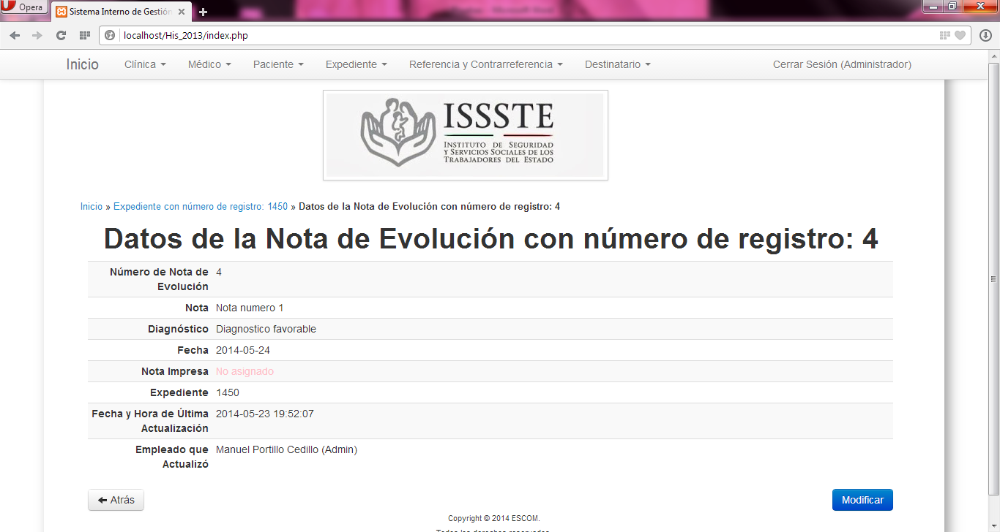 Opera
Sistema Interno de Gestión
localhost/His_2013/index.php
Inicio Clínica Médico Paciente Expediente Referencia y Contrarreferencia Destinatario Cerrar Sesión (Administrador)
ISSSTE
INSTITUTO DE SEGURIDAD
Y SERVICIOS SOCIALES DE LOS
TRABAJADORES DEL ESTADO
Inicio » Expediente con número de registro: 1450 » Datos de la Nota de Evolución con número de registro: 4
Datos de la Nota de Evolución con número de registro: 4
Número de Nota de 4
Evolución
Nota Nota numero 1
Diagnóstico Diagnostico favorable
Fecha 2014-05-24
Nota Impresa No asignado
Expediente 1450
Fecha y Hora de Última 2014-05-23 19:52:07
Actualización
Empleado que Manuel Portillo Cedillo (Admin)
Actualizó
Atrás Modificar
Copyright © 2014 ESCOM.
Todos los derechos reservados